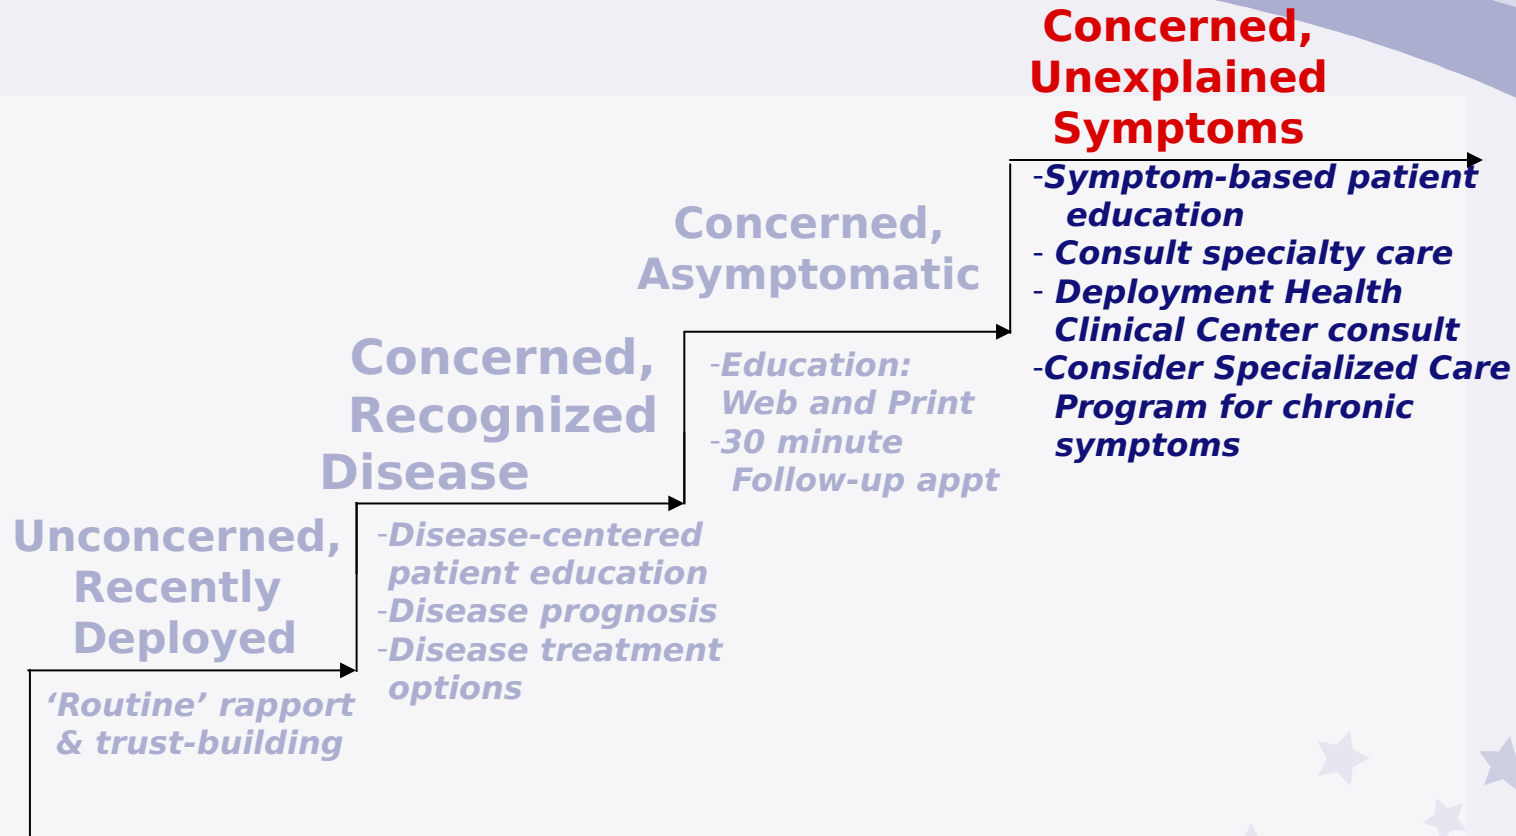 Concerned,
Unexplained
Symptoms
-Symptom-based patient
education
- Consult specialty care
- Deployment Health
Clinical Center consult
-Consider Specialized Care
Program for chronic
symptoms
Concerned,
Asymptomatic
-Education:
Web and Print
-30 minute
Follow-up appt
Concerned,
Recognized
Disease
-Disease-centered
patient education
-Disease prognosis
-Disease treatment
options
Unconcerned,
Recently
Deployed
‘Routine’ rapport
& trust-building